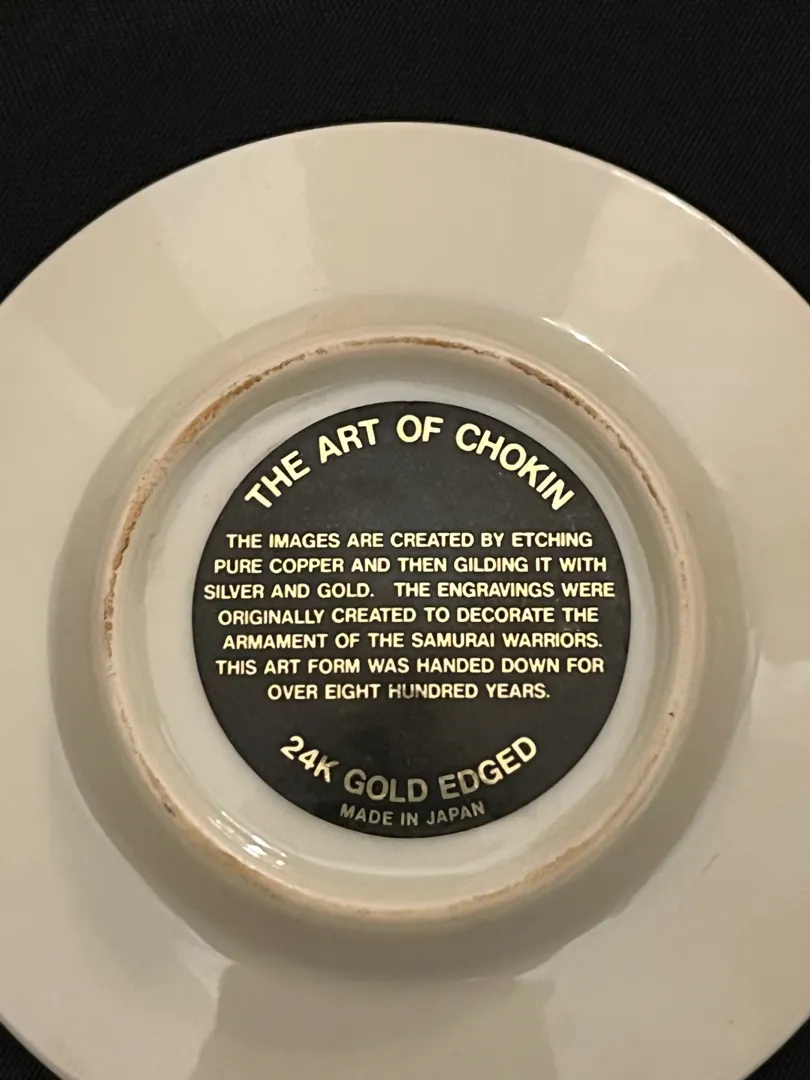 THE ART OF CHOKIN
THE IMAGES ARE CREATED BY ETCHING
PURE COPPER AND THEN GILDING IT WITH
SILVER AND GOLD. THE ENGRAVINGS WERE
ORIGINALLY CREATED TO DECORATE THE
ARMAMENT OF THE SAMURAI WARRIORS.
THIS ART FORM WAS HANDED DOWN FOR
OVER EIGHT HUNDRED YEARS.
24K GOLD EDGED
MADE IN JAPAN